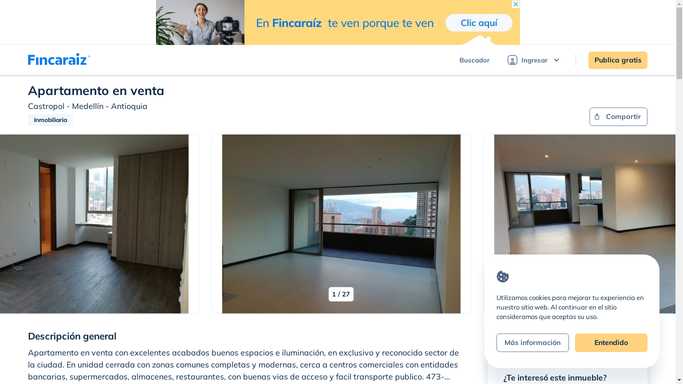 En Fincaraíz te ven porque te ven
Clic aquí
Fincaraiz
Buscador
Ingresar
Publica gratis
Apartamento en venta
Castropol - Medellín - Antioquia
Inmobiliaria
Compartir
1 / 27
Utilizamos cookies para mejorar tu experiencia en
nuestro sitio web. Al continuar en el sitio
consideramos que aceptas su uso.
Más información
Entendido
Descripción general
Apartamento en venta con excelentes acabados buenos espacios e iluminación, en exclusivo y reconocido sector de
la ciudad. En unidad cerrada con zonas comunes completas y modernas, cerca a centros comerciales con entidades
bancarias, supermercados, almacenes, restaurantes, con buenas vias de acceso y facil transporte publico. 473-...
¿Te interesó este inmueble?